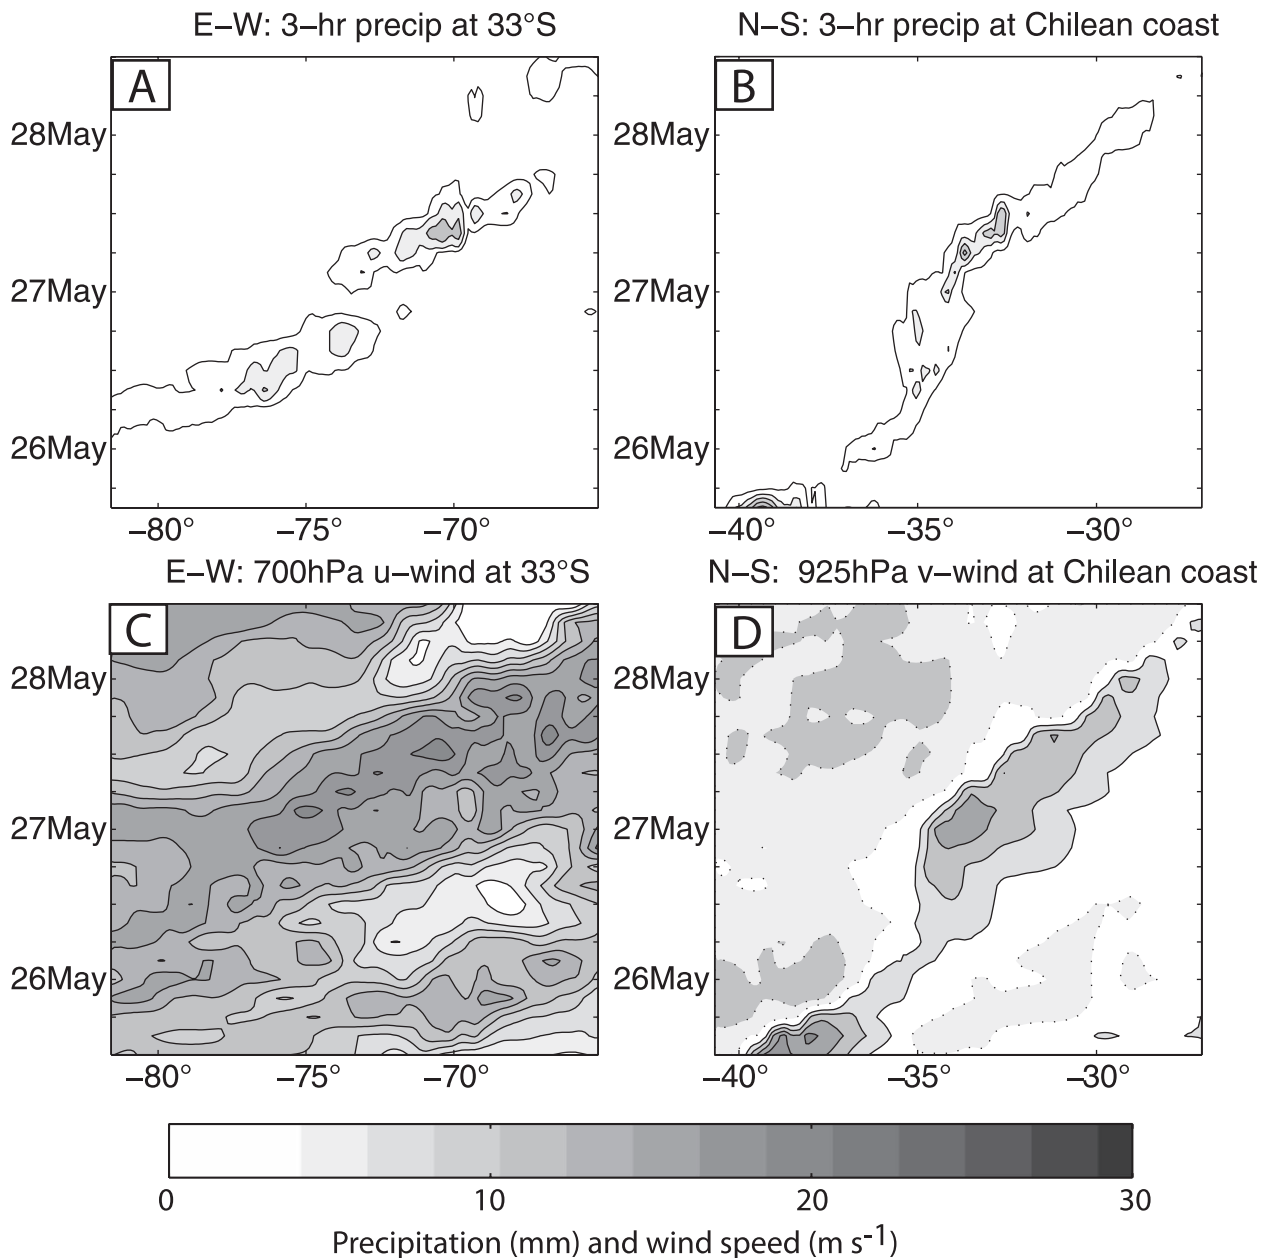 E−W: 3−hr precip at 33°S
N−S: 3−hr precip at Chilean coast
A
B
28May
28May
27May
27May
26May
26May
−80° −75° −70°
−40° −35° −30°
E−W: 700hPa u−wind at 33°S
N−S: 925hPa v−wind at Chilean coast
C
D
28May
28May
27May
27May
26May
26May
−80° −75° −70°
−40° −35° −30°
0 10 20 30
Precipitation (mm) and wind speed (m s-1)